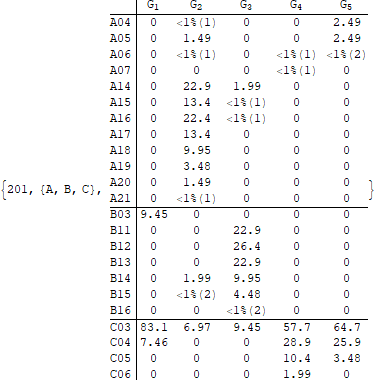 G1 G2 G3 G4 G5
A04 0 <1%(1) 0 0 2.49
A05 0 1.49 0 0 2.49
A06 0 <1%(1) 0 <1%(1) <1%(2)
A07 0 0 0 <1%(1) 0
A14 0 22.9 1.99 0 0
A15 0 13.4 <1%(1) 0 0
A16 0 22.4 <1%(1) 0 0
A17 0 13.4 0 0 0
A18 0 9.95 0 0 0
A19 0 3.48 0 0 0
A20 0 1.49 0 0 0
A21 0 <1%(1) 0 0 0
{201, {A, B, C}, }
B03 9.45 0 0 0 0
B11 0 0 22.9 0 0
B12 0 0 26.4 0 0
B13 0 0 22.9 0 0
B14 0 1.99 9.95 0 0
B15 0 <1%(2) 4.48 0 0
B16 0 0 <1%(2) 0 0
C03 83.1 6.97 9.45 57.7 64.7
C04 7.46 0 0 28.9 25.9
C05 0 0 0 10.4 3.48
C06 0 0 0 1.99 0